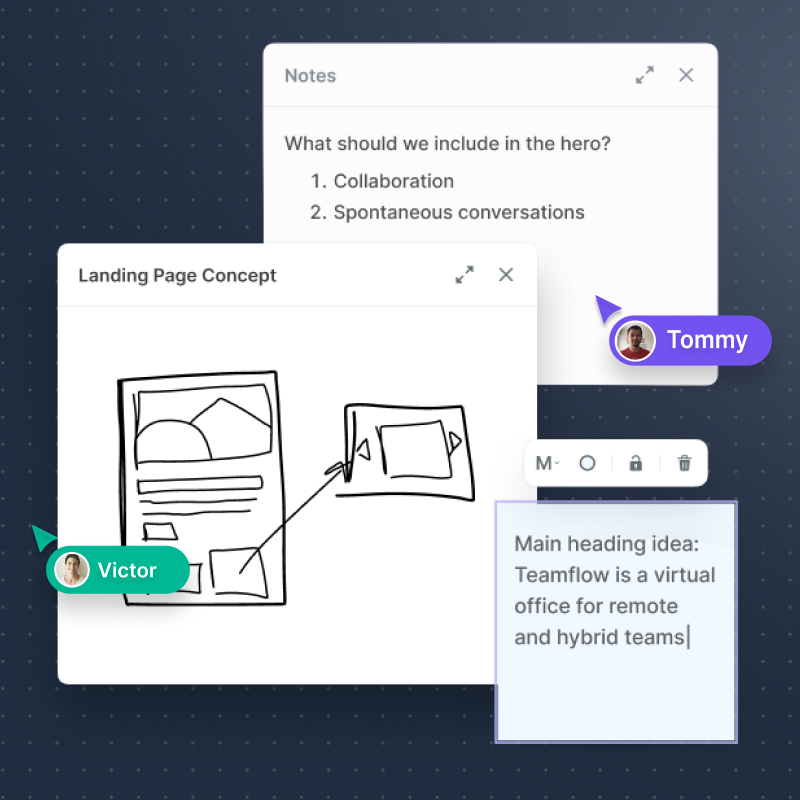 Notes
What should we include in the hero?
1. Collaboration
2. Spontaneous conversations
Landing Page Concept
Tommy
M
Main heading idea:
Teamflow is a virtual
office for remote
and hybrid teams
Victor